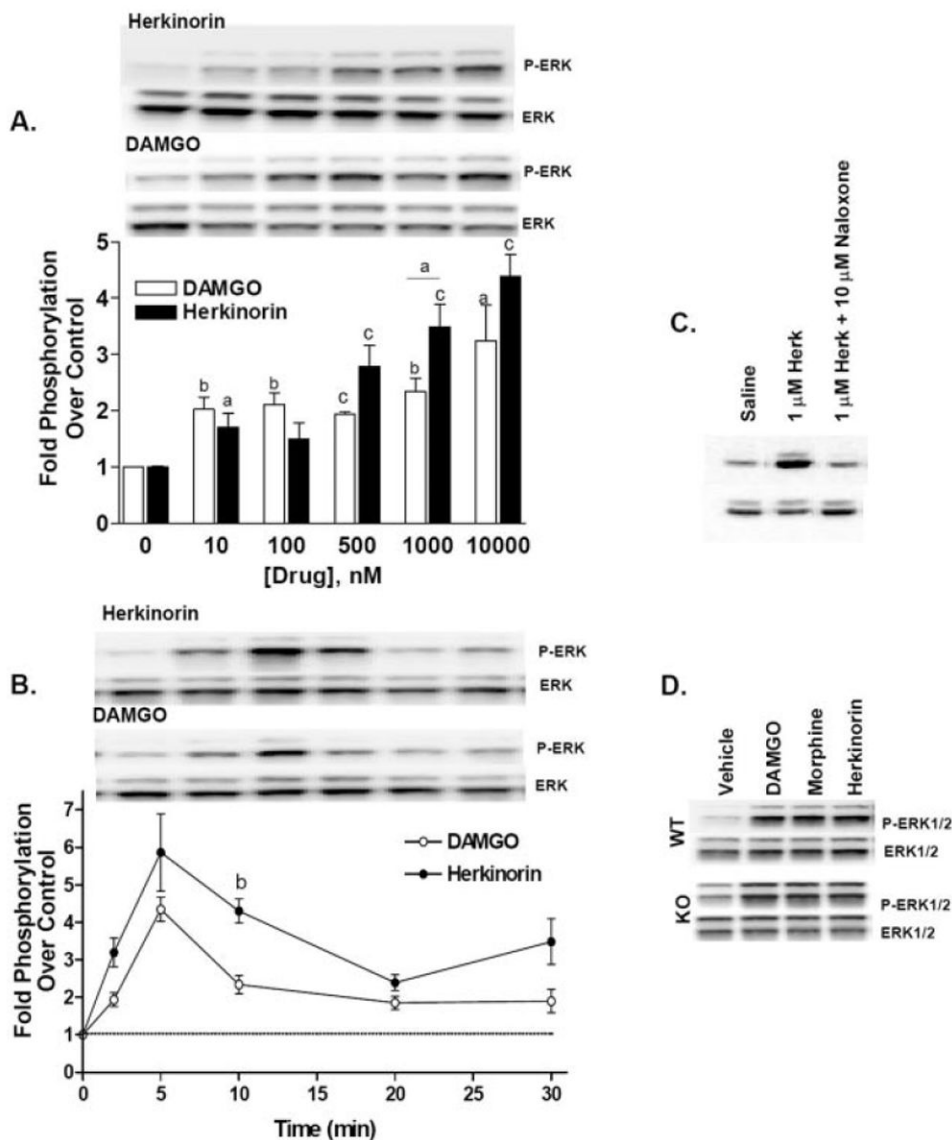 Herkinorin
P-ERK
ERK
A.
DAMGO
P-ERK
ERK
Fold Phosphorylation
Over Control
5
4
3
2
1
0
DAMGO
Herkinorin
b
a
b
c
c
a
b
c
a
c
0
10
100
500
1000
10000
[Drug], nM
C.
Saline
1 μM Herk
1 μM Herk + 10 μM Naloxone
Herkinorin
P-ERK
ERK
B.
DAMGO
P-ERK
ERK
Fold Phosphorylation
Over Control
7
6
5
4
3
2
1
0
DAMGO
Herkinorin
b
0
5
10
15
20
25
30
Time (min)
D.
Vehicle
DAMGO
Morphine
Herkinorin
WT
P-ERK1/2
ERK1/2
KO
P-ERK1/2
ERK1/2